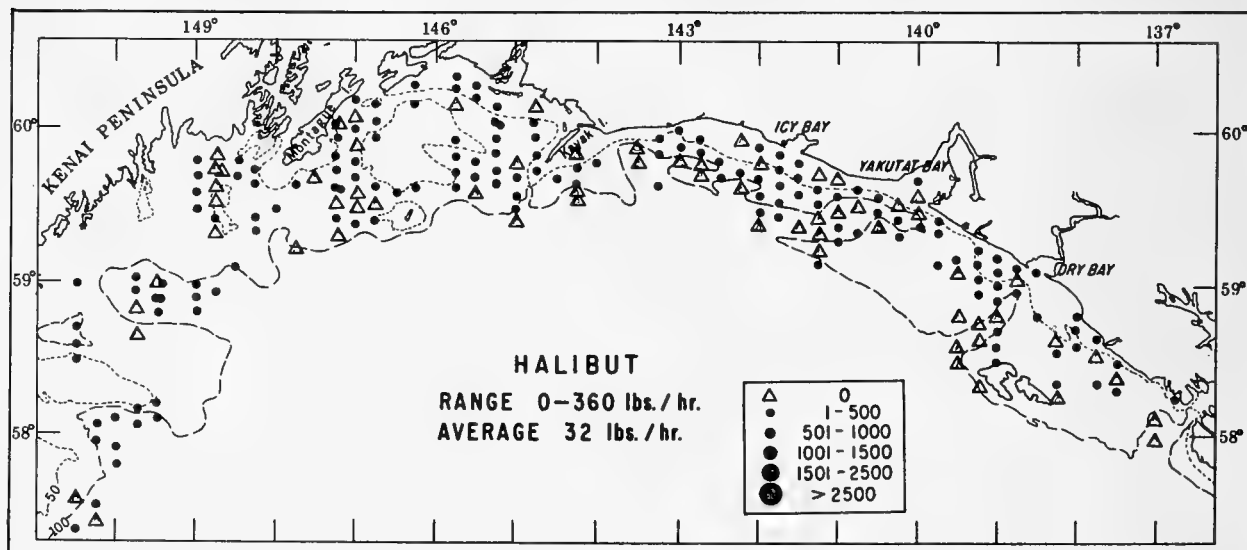 149° 146° 143° 140° 137°
KENAI PENINSULA
Montague
Kayak I.
ICY BAY
YAKUTAT BAY
DRY BAY
60° 60°
59° 59°
58° 58°
HALIBUT
RANGE 0-360 lbs./hr.
AVERAGE 32 lbs./hr.
0
1-500
501-1000
1001-1500
1501-2500
>2500
50
100